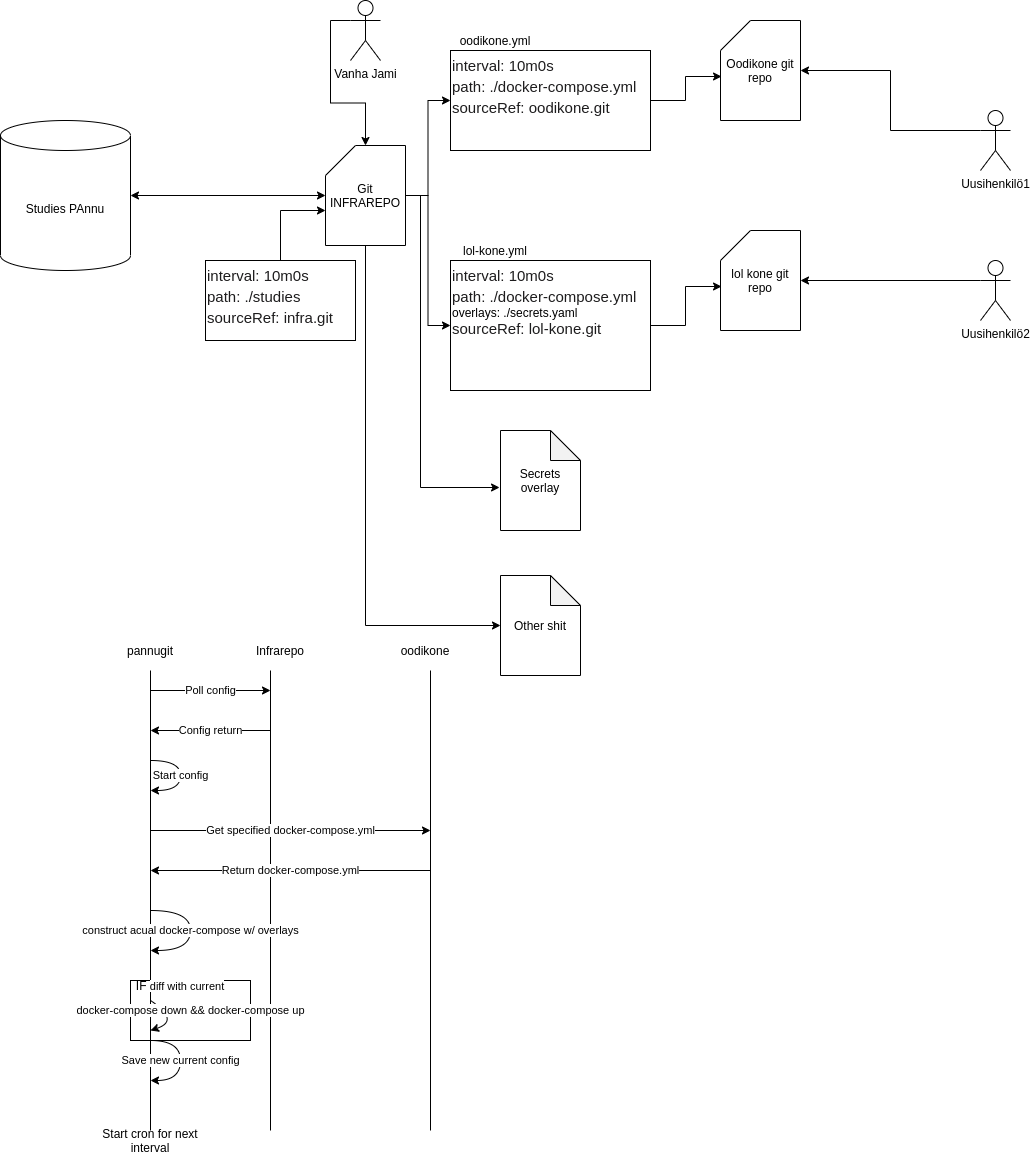 Vanha Jami
oodikone.yml
interval: 10m0s
path: ./docker-compose.yml
sourceRef: oodikone.git
Oodikone git
repo
Uusihenkilö1
Studies PAnnu
Git
INFRAREPO
interval: 10m0s
path: ./studies
sourceRef: infra.git
lol-kone.yml
interval: 10m0s
path: ./docker-compose.yml
overlays: ./secrets.yaml
sourceRef: lol-kone.git
lol kone git
repo
Uusihenkilö2
Secrets
overlay
Other shit
pannugit
Infrarepo
oodikone
Poll config
Config return
Start config
Get specified docker-compose.yml
Return docker-compose.yml
construct acual docker-compose w/ overlays
IF diff with current
docker-compose down && docker-compose up
Save new current config
Start cron for next
interval